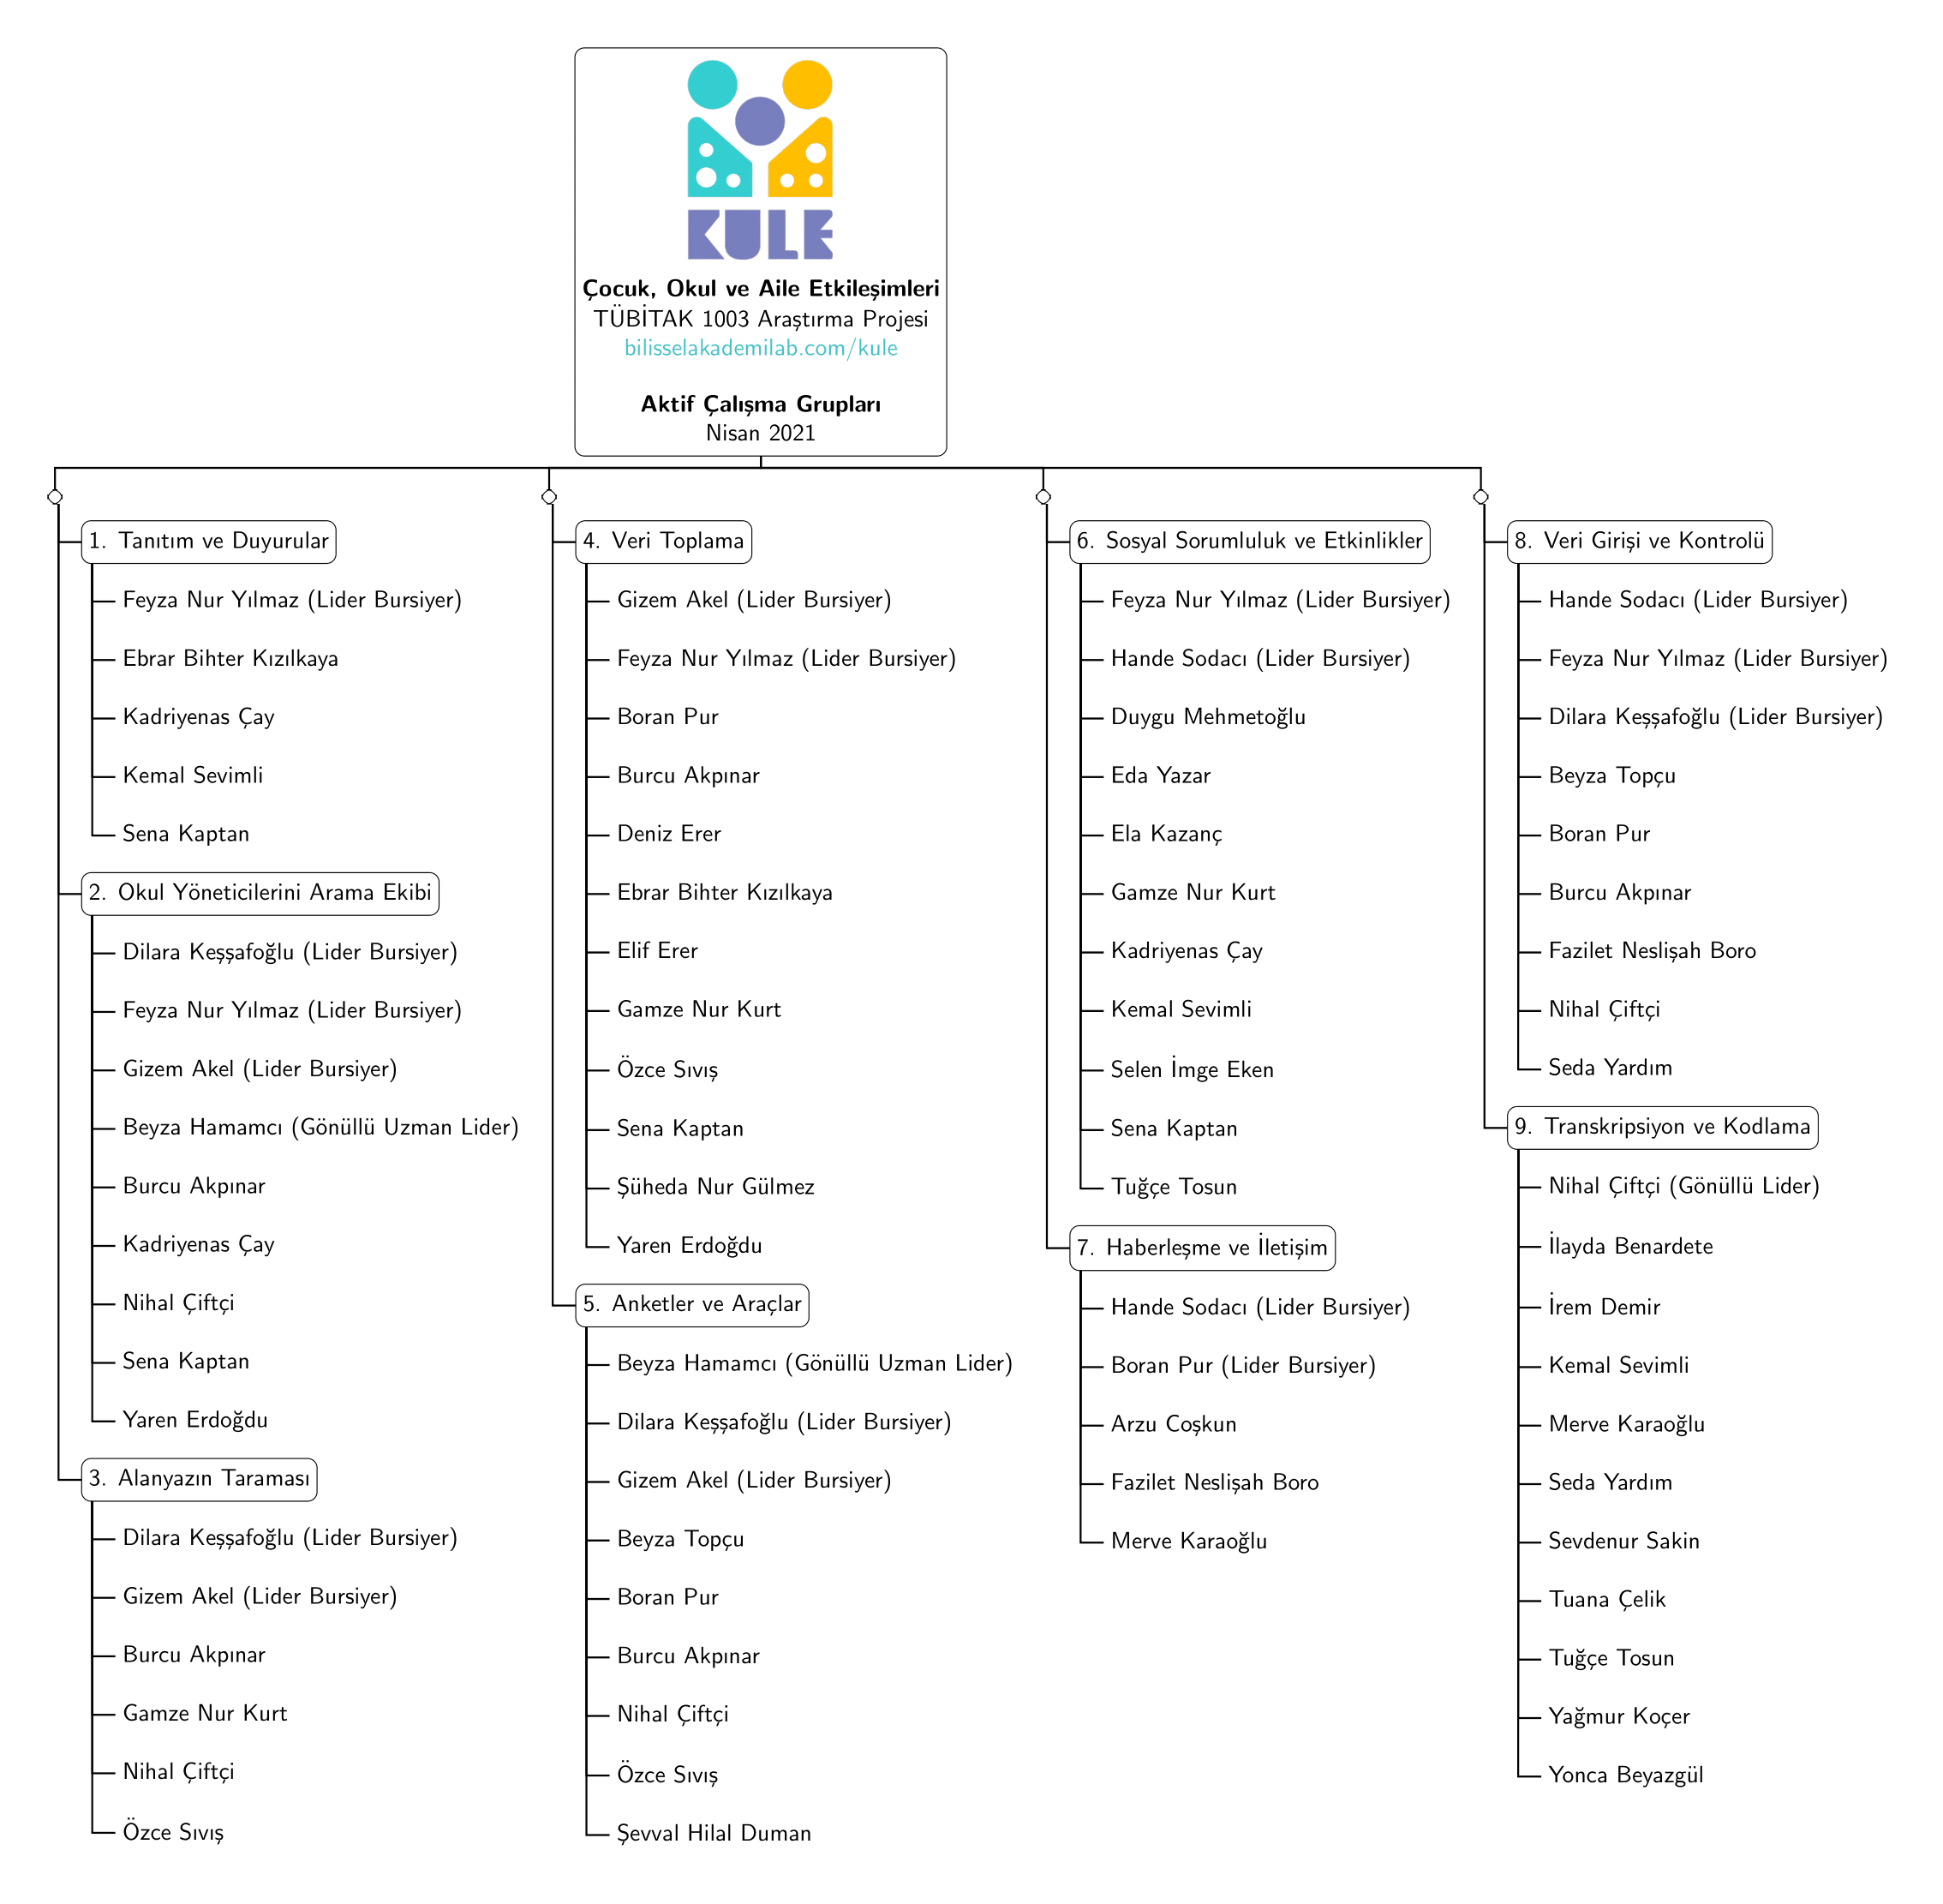 KULE
Çocuk, Okul ve Aile Etkileşimleri
TÜBİTAK 1003 Araştırma Projesi
bilisselakademilab.com/kule
Aktif Çalışma Grupları
Nisan 2021
1. Tanıtım ve Duyurular
Feyza Nur Yılmaz (Lider Bursiyer)
Ebrar Bihter Kızılkaya
Kadriyenas Çay
Kemal Sevimli
Sena Kaptan
2. Okul Yöneticilerini Arama Ekibi
Dilara Keşşafoğlu (Lider Bursiyer)
Feyza Nur Yılmaz (Lider Bursiyer)
Gizem Akel (Lider Bursiyer)
Beyza Hamamcı (Gönüllü Uzman Lider)
Burcu Akpınar
Kadriyenas Çay
Nihal Çiftçi
Sena Kaptan
Yaren Erdoğdu
3. Alanyazın Taraması
Dilara Keşşafoğlu (Lider Bursiyer)
Gizem Akel (Lider Bursiyer)
Burcu Akpınar
Gamze Nur Kurt
Nihal Çiftçi
Özce Sıvış
4. Veri Toplama
Gizem Akel (Lider Bursiyer)
Feyza Nur Yılmaz (Lider Bursiyer)
Boran Pur
Burcu Akpınar
Deniz Erer
Ebrar Bihter Kızılkaya
Elif Erer
Gamze Nur Kurt
Özce Sıvış
Sena Kaptan
Şüheda Nur Gülmez
Yaren Erdoğdu
5. Anketler ve Araçlar
Beyza Hamamcı (Gönüllü Uzman Lider)
Dilara Keşşafoğlu (Lider Bursiyer)
Gizem Akel (Lider Bursiyer)
Beyza Topçu
Boran Pur
Burcu Akpınar
Nihal Çiftçi
Özce Sıvış
Şevval Hilal Duman
6. Sosyal Sorumluluk ve Etkinlikler
Feyza Nur Yılmaz (Lider Bursiyer)
Hande Sodacı (Lider Bursiyer)
Duygu Mehmetoğlu
Eda Yazar
Ela Kazanç
Gamze Nur Kurt
Kadriyenas Çay
Kemal Sevimli
Selen İmge Eken
Sena Kaptan
Tuğçe Tosun
7. Haberleşme ve İletişim
Hande Sodacı (Lider Bursiyer)
Boran Pur (Lider Bursiyer)
Arzu Coşkun
Fazilet Neslişah Boro
Merve Karaoğlu
8. Veri Girişi ve Kontrolü
Hande Sodacı (Lider Bursiyer)
Feyza Nur Yılmaz (Lider Bursiyer)
Dilara Keşşafoğlu (Lider Bursiyer)
Beyza Topçu
Boran Pur
Burcu Akpınar
Fazilet Neslişah Boro
Nihal Çiftçi
Seda Yardım
9. Transkripsiyon ve Kodlama
Nihal Çiftçi (Gönüllü Lider)
İlayda Benardete
İrem Demir
Kemal Sevimli
Merve Karaoğlu
Seda Yardım
Sevdenur Sakin
Tuana Çelik
Tuğçe Tosun
Yağmur Koçer
Yonca Beyazgül